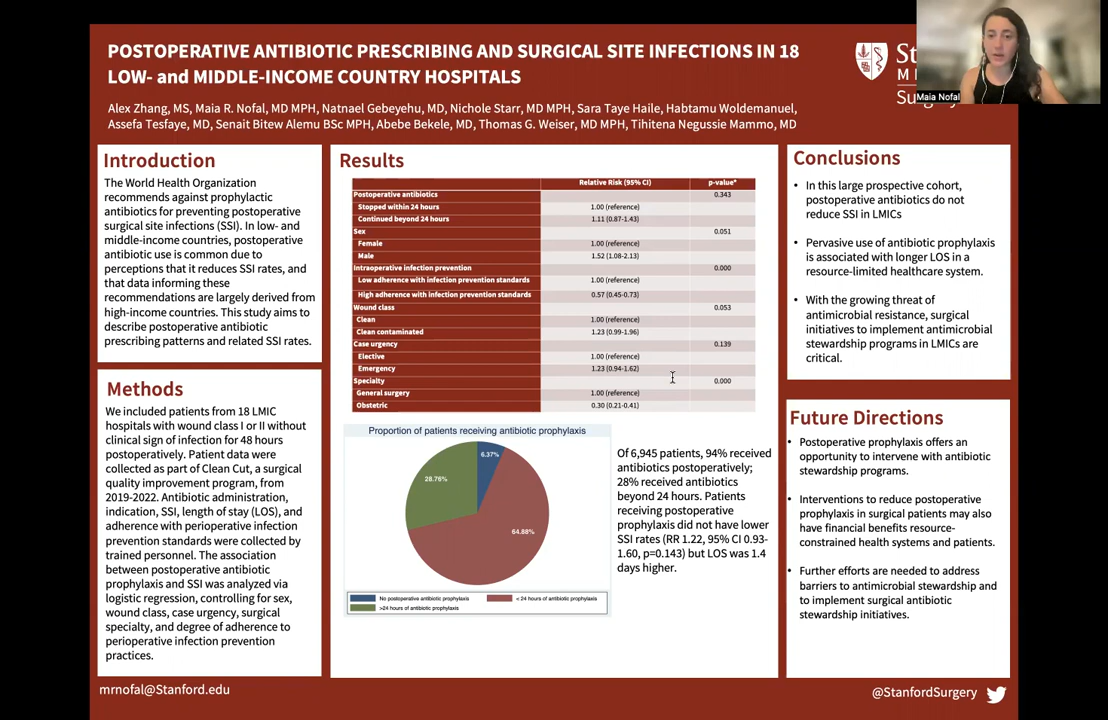 POSTOPERATIVE ANTIBIOTIC PRESCRIBING AND SURGICAL SITE INFECTIONS IN 18
LOW- and MIDDLE-INCOME COUNTRY HOSPITALS
Alex Zhang, MS, Maia R. Nofal, MD MPH, Natnael Gebeyehu, MD, Nichole Starr, MD MPH, Sara Taye Haile, Habtamu Woldemanuel,
Assefa Tesfaye, MD, Senait Bitew Alemu BSc MPH, Abebe Bekele, MD, Thomas G. Weiser, MD MPH, Tihitena Negussie Mammo, MD
Maia Nofal
Introduction
The World Health Organization
recommends against prophylactic
antibiotics for preventing postoperative
surgical site infections (SSI). In low- and
middle-income countries, postoperative
antibiotic use is common due to
perceptions that it reduces SSI rates, and
that data informing these
recommendations are largely derived from
high-income countries. This study aims to
describe postoperative antibiotic
prescribing patterns and related SSI rates.
Methods
We included patients from 18 LMIC
hospitals with wound class I or II without
clinical sign of infection for 48 hours
postoperatively. Patient data were
collected as part of Clean Cut, a surgical
quality improvement program, from
2019-2022. Antibiotic administration,
indication, SSI, length of stay (LOS), and
adherence with perioperative infection
prevention standards were collected by
trained personnel. The association
between postoperative antibiotic
prophylaxis and SSI was analyzed via
logistic regression, controlling for sex,
wound class, case urgency, surgical
specialty, and degree of adherence to
perioperative infection prevention
practices.
Results
Relative Risk (95% CI) p-value*
Postoperative antibiotics 0.343
Stopped within 24 hours 1.00 (reference)
Continued beyond 24 hours 1.11 (0.87-1.43)
Sex 0.051
Female 1.00 (reference)
Male 1.52 (1.08-2.13)
Intraoperative infection prevention 0.000
Low adherence with infection prevention standards 1.00 (reference)
High adherence with infection prevention standards 0.57 (0.45-0.73)
Wound class 0.053
Clean 1.00 (reference)
Clean contaminated 1.23 (0.99-1.96)
Case urgency 0.139
Elective 1.00 (reference)
Emergency 1.23 (0.94-1.62)
Specialty 0.000
General surgery 1.00 (reference)
Obstetric 0.30 (0.21-0.41)
Proportion of patients receiving antibiotic prophylaxis
6.37%
28.76%
64.88%
No postoperative antibiotic prophylaxis < 24 hours of antibiotic prophylaxis
>24 hours of antibiotic prophylaxis
Of 6,945 patients, 94% received
antibiotics postoperatively;
28% received antibiotics
beyond 24 hours. Patients
receiving postoperative
prophylaxis did not have lower
SSI rates (RR 1.22, 95% CI 0.93-
1.60, p=0.143) but LOS was 1.4
days higher.
Conclusions
• In this large prospective cohort,
postoperative antibiotics do not
reduce SSI in LMICs
• Pervasive use of antibiotic prophylaxis
is associated with longer LOS in a
resource-limited healthcare system.
• With the growing threat of
antimicrobial resistance, surgical
initiatives to implement antimicrobial
stewardship programs in LMICs are
critical.
Future Directions
• Postoperative prophylaxis offers an
opportunity to intervene with antibiotic
stewardship programs.
• Interventions to reduce postoperative
prophylaxis in surgical patients may also
have financial benefits resource-
constrained health systems and patients.
• Further efforts are needed to address
barriers to antimicrobial stewardship and
to implement surgical antibiotic
stewardship initiatives.
mrnofal@Stanford.edu
@StanfordSurgery